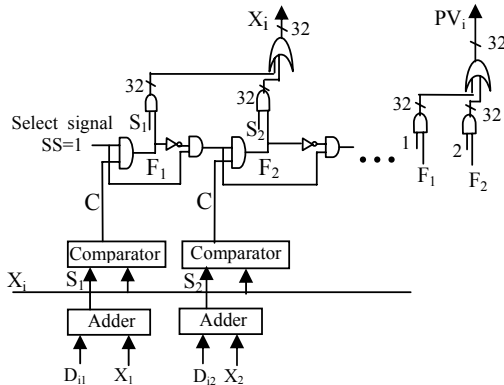 X_i PV_i
32 32
32 32 32 32
S_1 S_2
Select signal
SS=1
1 2
F_1 F_2 F_1 F_2
C C
Comparator Comparator
X_i S_1 S_2
Adder Adder
D_i1 X_1 D_i2 X_2